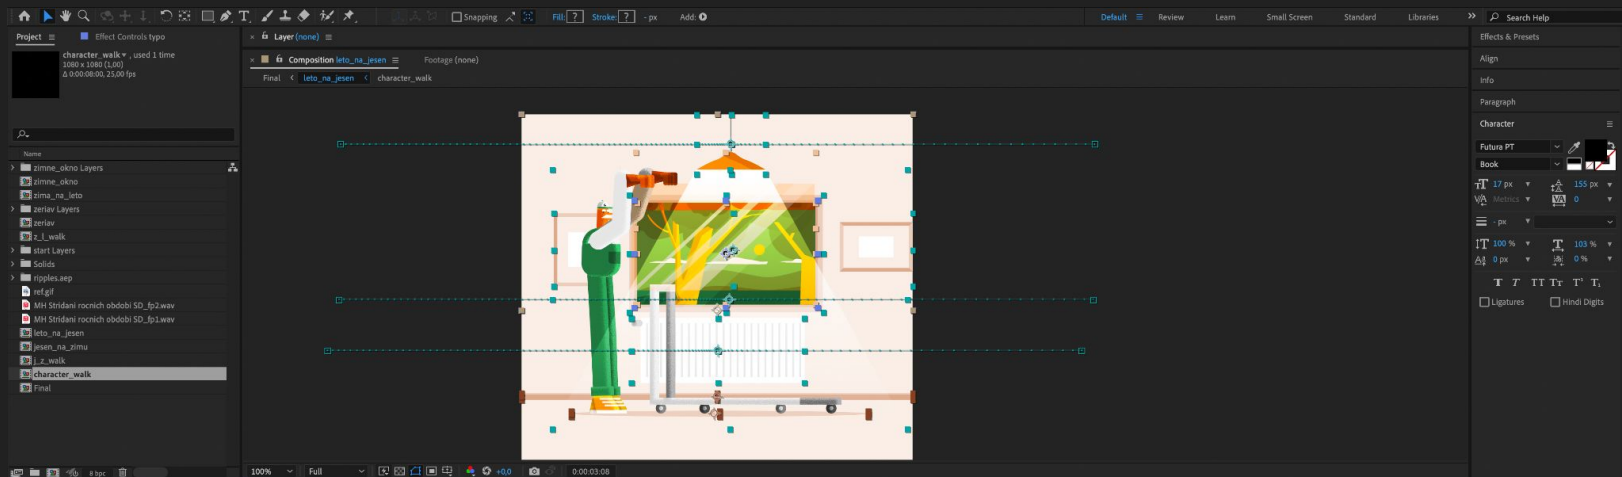 Snapping
Fill: ?
Stroke: ? - px
Add:
Default
Review
Learn
Small Screen
Standard
Libraries
Search Help
Project
Effect Controls typo
character_walk , used 1 time
1080 x 1080 (1,00)
Δ 0:00:08:00, 25,00 fps
Name
zimne_okno Layers
zimne_okno
zima_na_leto
zeriav Layers
zeriav
z_l_walk
start Layers
Solids
ripples.aep
ref.gif
MH Stridani rocnich obdobi SD_fp2.wav
MH Stridani rocnich obdobi SD_fp1.wav
leto_na_jesen
jesen_na_zimu
j_z_walk
character_walk
Final
8 bpc
Layer (none)
Composition leto_na_jesen
Footage (none)
Final
leto_na_jesen
character_walk
100%
Full
+0,0
0:00:03:08
Effects & Presets
Align
Info
Paragraph
Character
Futura PT
Book
17 px
155 px
Metrics
0
- px
100 %
103 %
0 px
0 %
T T TT Tt T¹ T₁
Ligatures
Hindi Digits